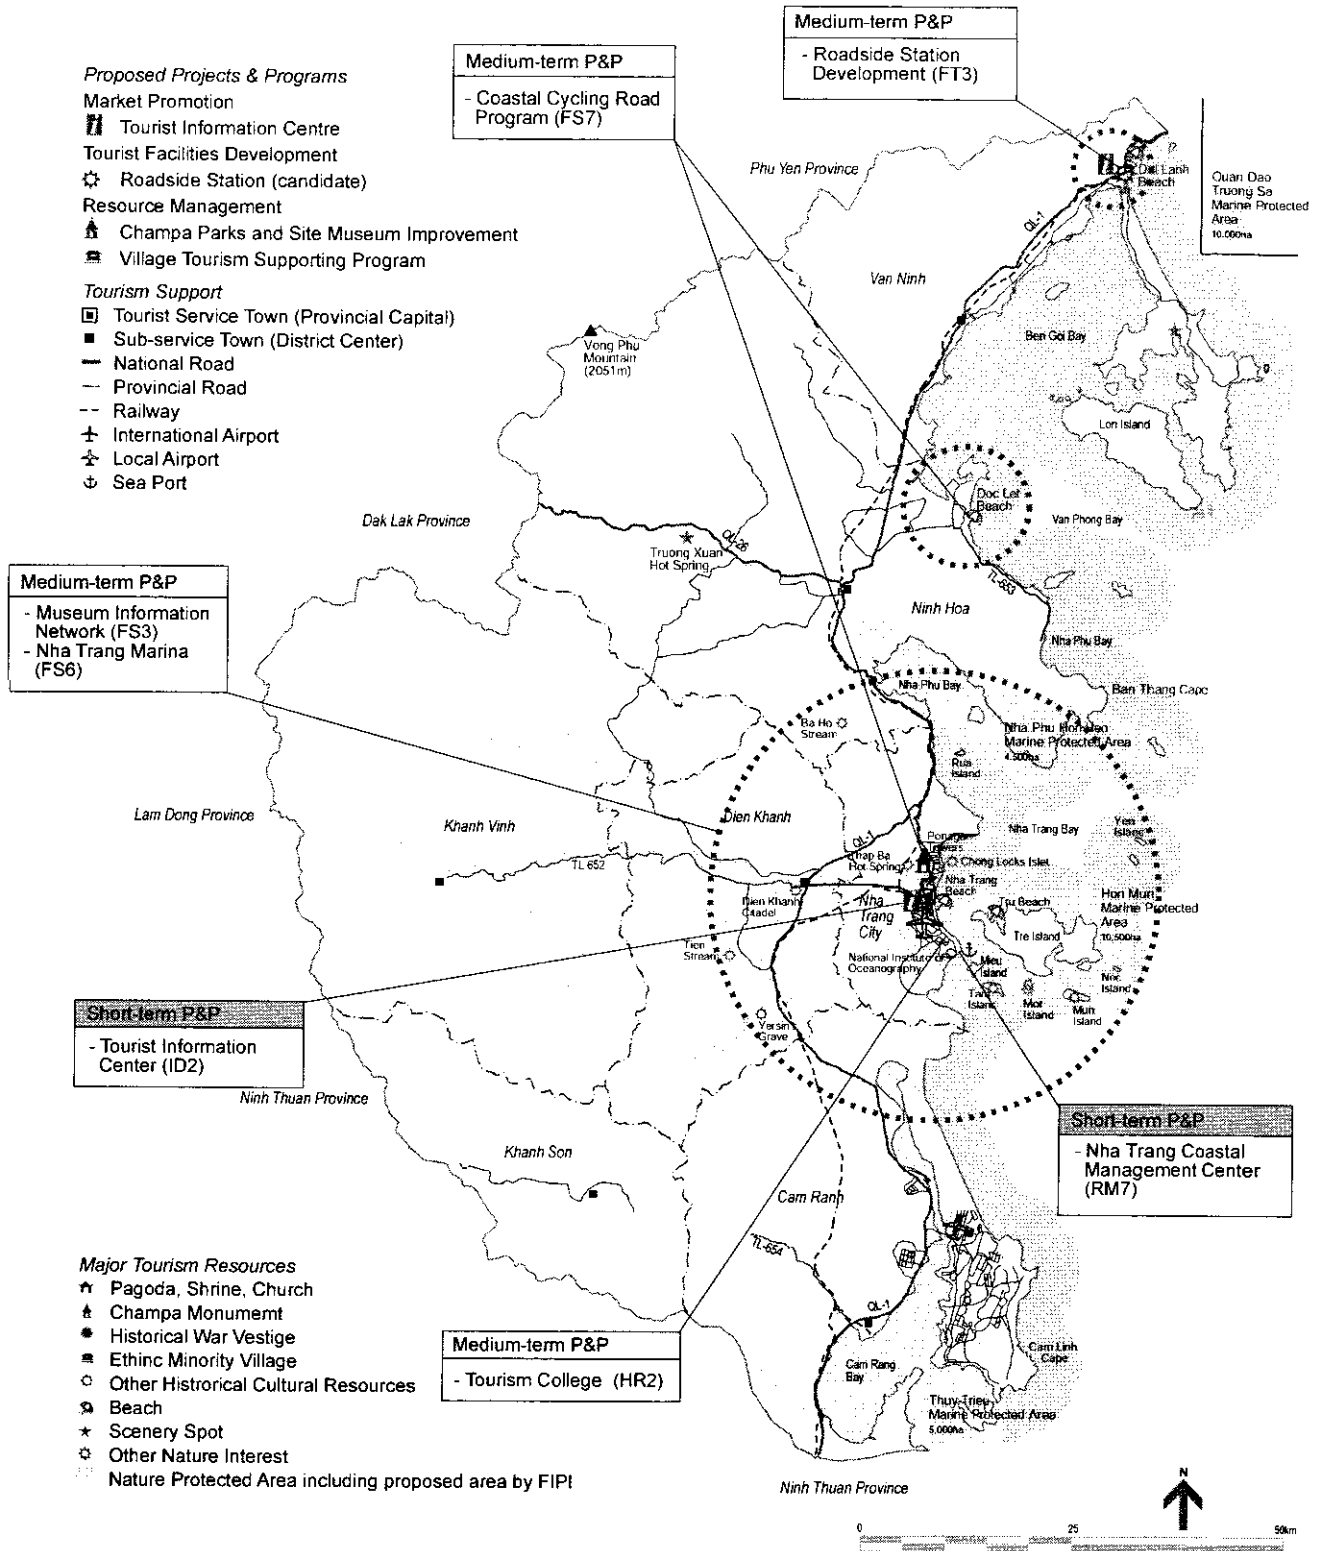 Medium-term P&P
- Roadside Station
Development (FT3)
Medium-term P&P
- Coastal Cycling Road
Program (FS7)
Proposed Projects & Programs
Market Promotion
Tourist Information Centre
Tourist Facilities Development
Roadside Station (candidate)
Resource Management
Champa Parks and Site Museum Improvement
Village Tourism Supporting Program
Tourism Support
Tourist Service Town (Provincial Capital)
Sub-service Town (District Center)
National Road
Provincial Road
Railway
International Airport
Local Airport
Sea Port
Phu Yen Province
Dai Lanh
Beach
Quan Dao
Truong Sa
Marine Protected
Area
10.000ha
QL-1
Van Ninh
Ben Goi Bay
Vong Phu
Mountain
(2051m)
Lon Island
Doc Let
Beach
Van Phong Bay
Dak Lak Province
QL-26
Truong Xuan
Hot Spring
TL-653
Ninh Hoa
Nha Phu Bay
Medium-term P&P
- Museum Information
Network (FS3)
- Nha Trang Marina
(FS6)
Nha Phu Bay
Ban Thang Cape
Ba Ho
Stream
Nha Phu Hon Heo
Marine Protected Area
4.500ha
Rua
Island
Lam Dong Province
Khanh Vinh
Dien Khanh
Nha Trang Bay
Yen
Island
QL-1
Ponagar
Towers
TL 652
Thap Ba
Hot Spring
Chong Locks Islet
Nha Trang
Beach
Dien Khanh
Citadel
Nha
Trang
City
Tru Beach
Hon Mun
Marine Protected
Area
10,500ha
Tre Island
Tien
Stream
National Institute of
Oceanography
Mieu
Island
Noc
Island
Tam
Island
Mot
Island
Mun
Island
Short-term P&P
- Tourist Information
Center (ID2)
Yersin's
Grave
Ninh Thuan Province
Short-term P&P
- Nha Trang Coastal
Management Center
(RM7)
Khanh Son
Cam Ranh
TL-654
QL-1
Major Tourism Resources
Pagoda, Shrine, Church
Champa Monumemt
Historical War Vestige
Ethinc Minority Village
Other Histrorical Cultural Resources
Beach
Scenery Spot
Other Nature Interest
Nature Protected Area including proposed area by FIPI
Medium-term P&P
- Tourism College (HR2)
Cam Linh
Cape
Cam Rang
Bay
Thuy Trieu
Marine Protected Area
5,000ha
Ninh Thuan Province
N
0 25 50km